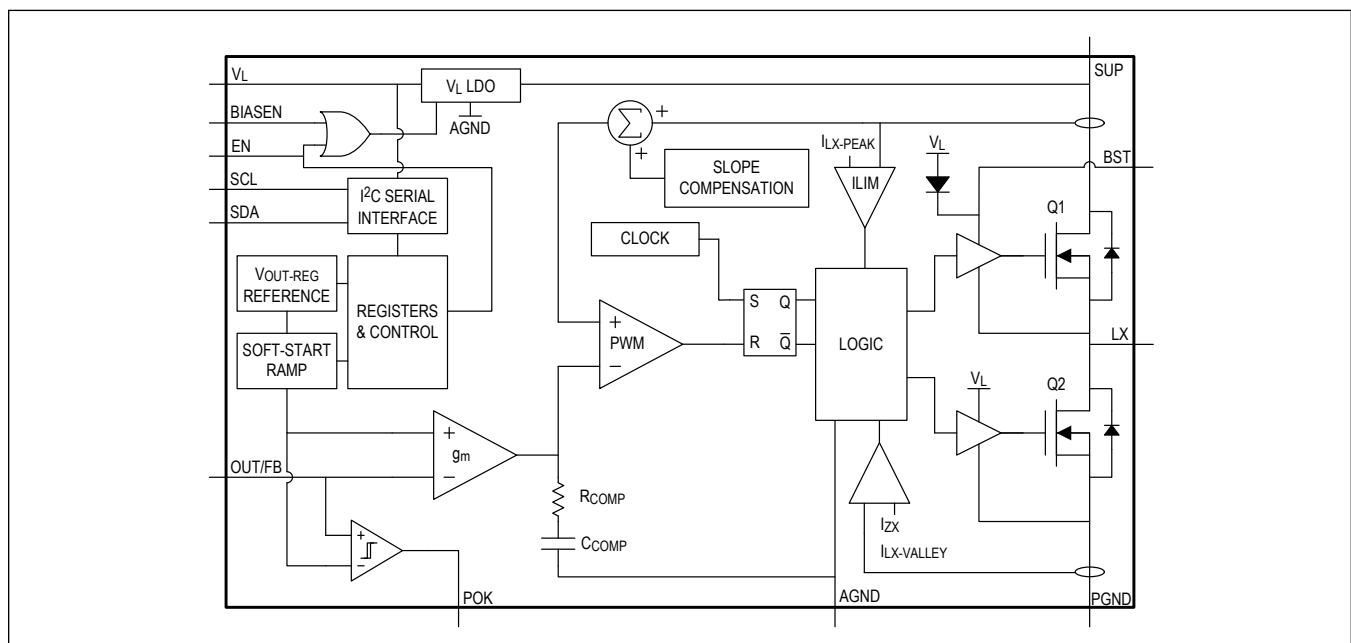 VL
BIASEN
EN
SCL
SDA
VL LDO
AGND
I2C SERIAL
INTERFACE
VOUT-REG
REFERENCE
REGISTERS
& CONTROL
SOFT-START
RAMP
OUT/FB
+
gm
−
+
−
POK
RCOMP
CCOMP
Σ
+
+
SLOPE
COMPENSATION
CLOCK
+
PWM
−
S Q
R Q̅
ILX-PEAK
ILIM
LOGIC
IZX
ILX-VALLEY
AGND
SUP
VL
BST
Q1
LX
VL
Q2
PGND